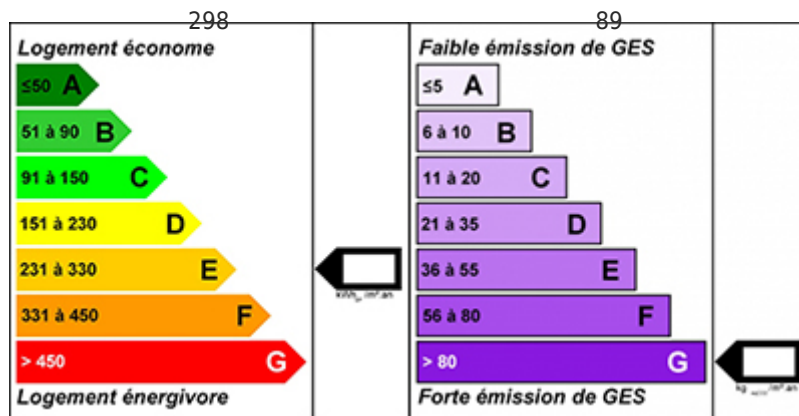 298
Logement économe
≤50 A
51 à 90 B
91 à 150 C
151 à 230 D
231 à 330 E
331 à 450 F
> 450 G
Logement énergivore
89
Faible émission de GES
≤5 A
6 à 10 B
11 à 20 C
21 à 35 D
36 à 55 E
56 à 80 F
> 80 G
Forte émission de GES